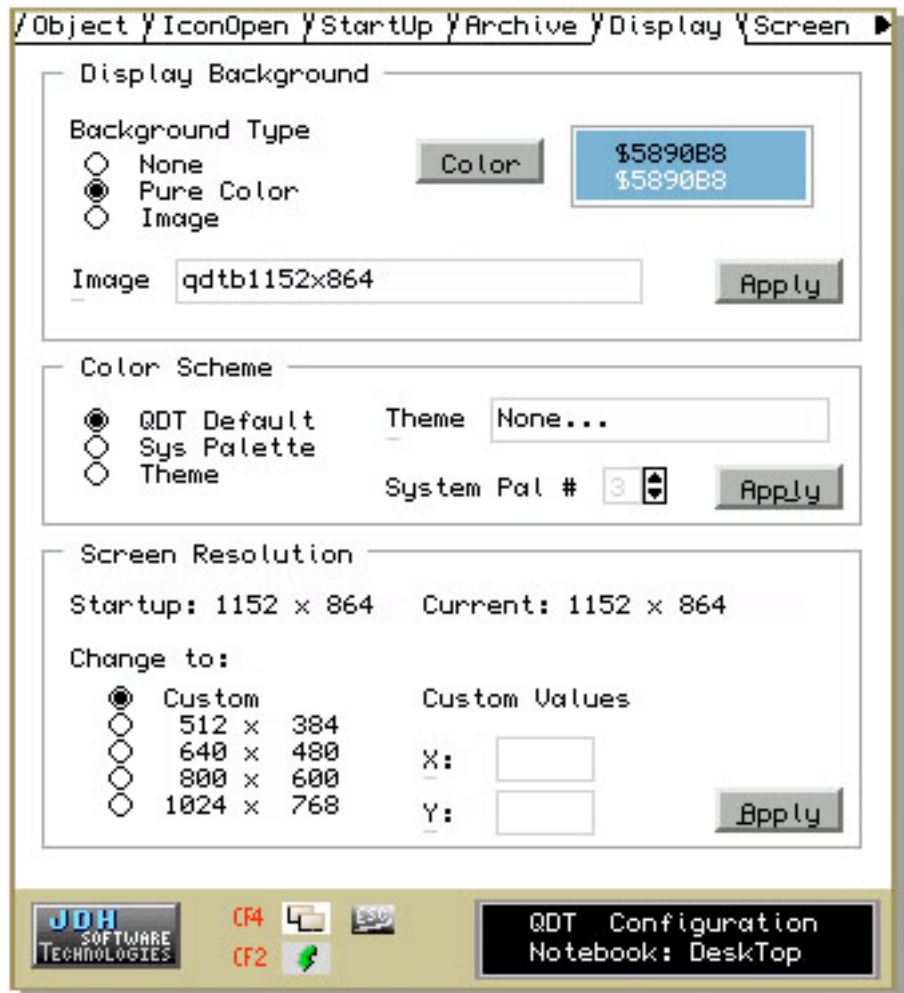 Object IconOpen StartUp Archive Display Screen
Display Background
Background Type
None
Pure Color
Image
Color
$5890B8
$5890B8
Image qdtb1152x864 Apply
Color Scheme
QDT Default
Sys Palette
Theme
Theme None...
System Pal # 3 Apply
Screen Resolution
Startup: 1152 x 864 Current: 1152 x 864
Change to:
Custom
512 x 384
640 x 480
800 x 600
1024 x 768
Custom Values
X:
Y:
Apply
JDH
SOFTWARE
TECHNOLOGIES
CF4
ESC
CF2
QDT Configuration
Notebook: DeskTop